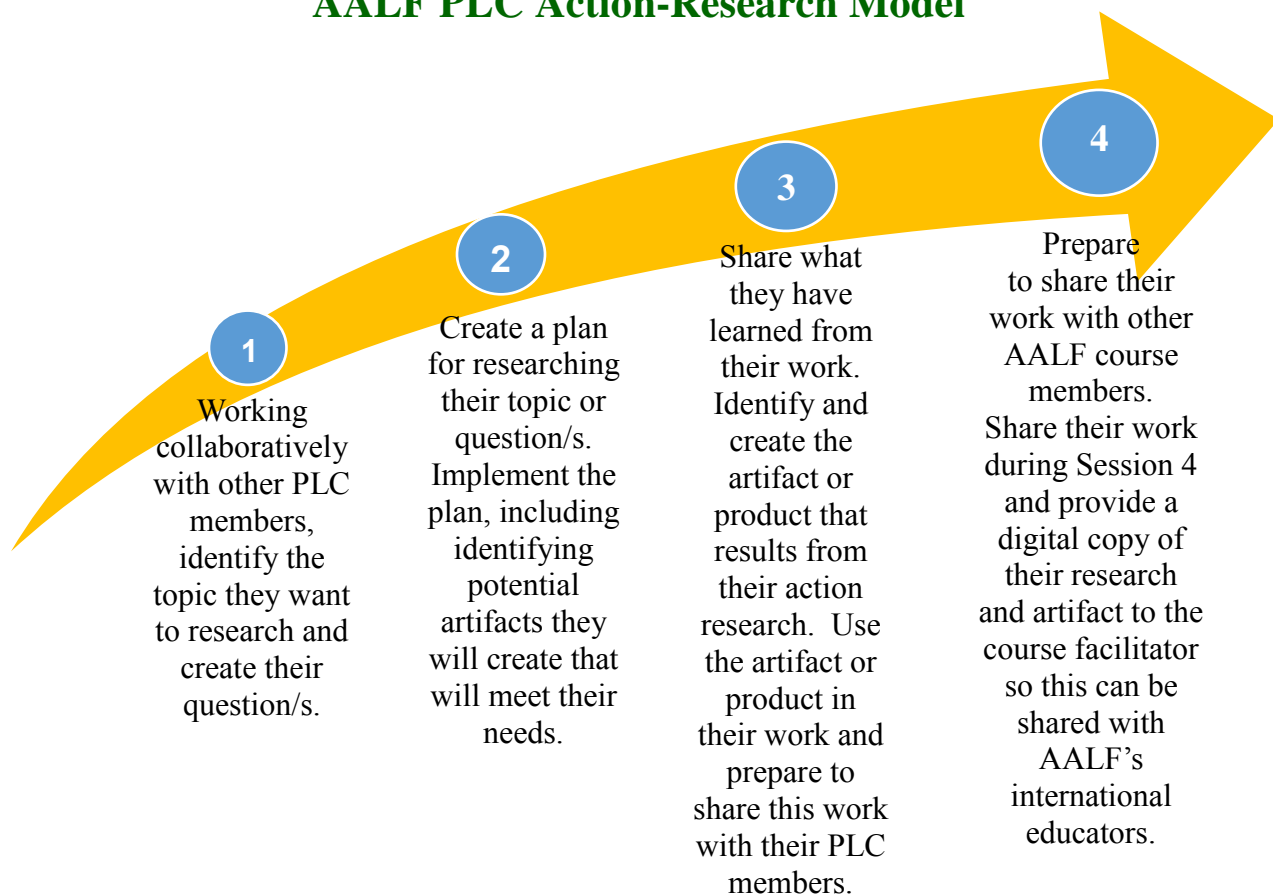 AALF PLC Action-Research Model
1
Working
collaboratively
with other PLC
members,
identify the
topic they want
to research and
create their
question/s.
2
Create a plan
for researching
their topic or
question/s.
Implement the
plan, including
identifying
potential
artifacts they
will create that
will meet their
needs.
3
Share what
they have
learned from
their work.
Identify and
create the
artifact or
product that
results from
their action
research.  Use
the artifact or
product in
their work and
prepare to
share this work
with their PLC
members.
4
Prepare
to share their
work with other
AALF course
members.
Share their work
during Session 4
and provide a
digital copy of
their research
and artifact to the
course facilitator
so this can be
shared with
AALF’s
international
educators.